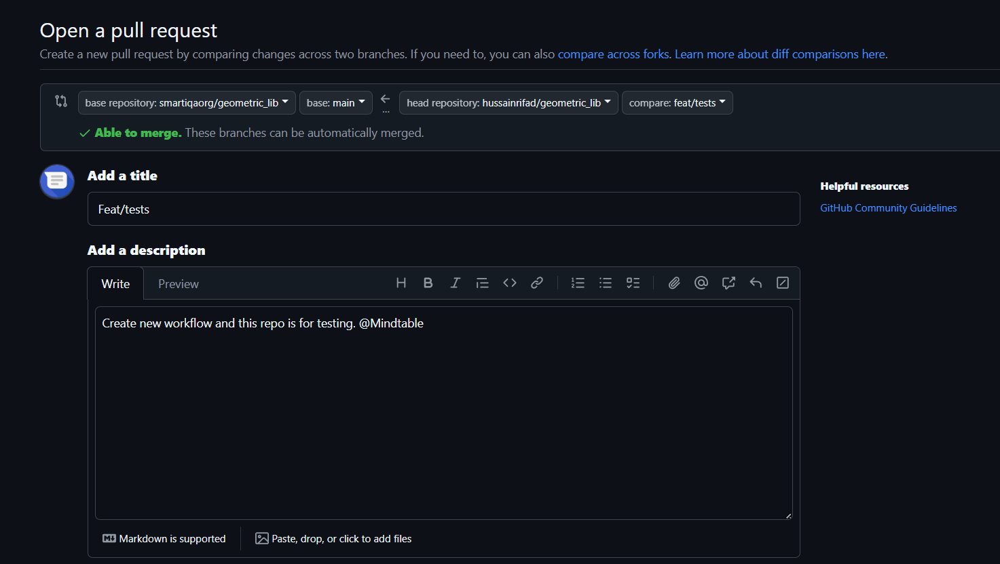 Open a pull request
Create a new pull request by comparing changes across two branches. If you need to, you can also compare across forks. Learn more about diff comparisons here.
base repository: smartiqaorg/geometric_lib base: main ... head repository: hussainrifad/geometric_lib compare: feat/tests
Able to merge. These branches can be automatically merged.
Add a title
Feat/tests
Helpful resources
GitHub Community Guidelines
Add a description
Write Preview
Create new workflow and this repo is for testing. @Mindtable
Markdown is supported Paste, drop, or click to add files